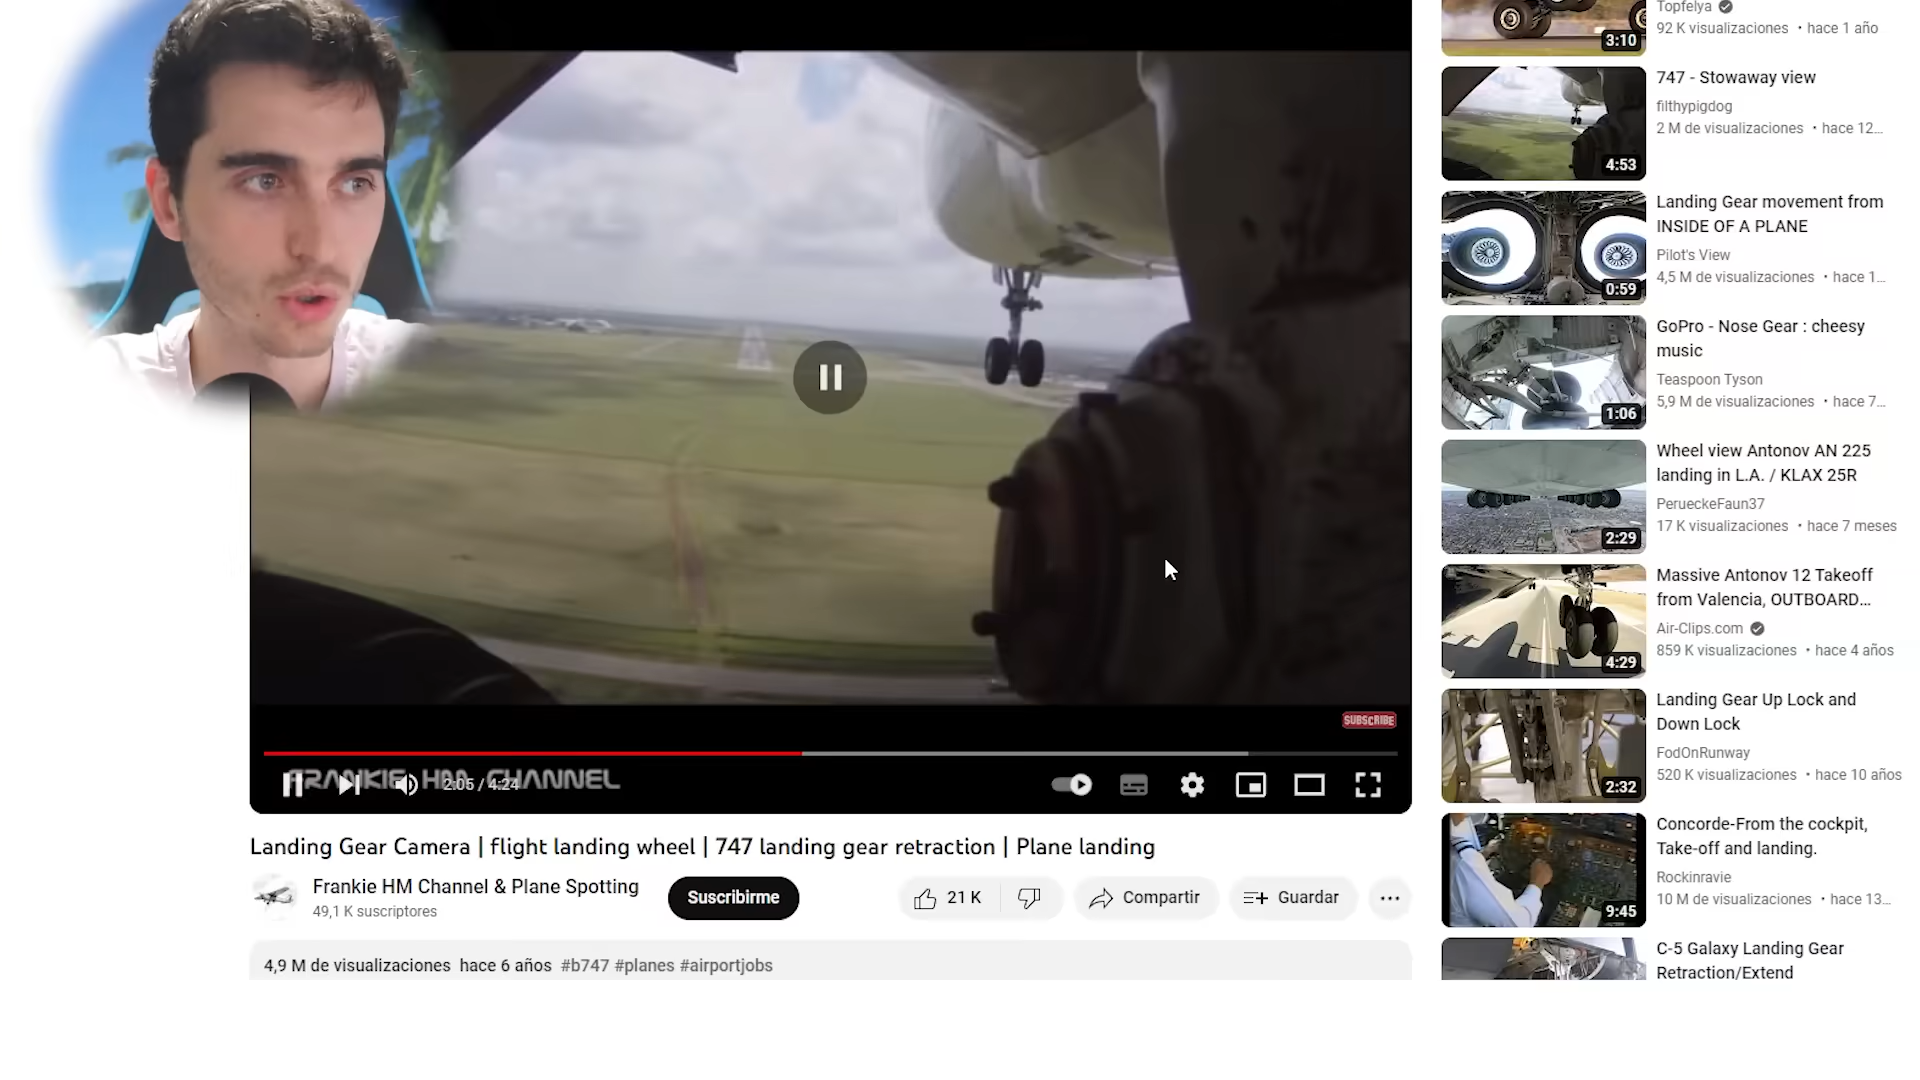 SUBSCRIBE
FRANKIE HM CHANNEL
2:05 / 4:24
Landing Gear Camera | flight landing wheel | 747 landing gear retraction | Plane landing
Frankie HM Channel & Plane Spotting
49,1 K suscriptores
Suscribirme
21 K
Compartir
Guardar
4,9 M de visualizaciones hace 6 años #b747 #planes #airportjobs
3:10
Topfelya
92 K visualizaciones • hace 1 año
4:53
747 - Stowaway view
filthypigdog
2 M de visualizaciones • hace 12...
0:59
Landing Gear movement from
INSIDE OF A PLANE
Pilot's View
4,5 M de visualizaciones • hace 1...
1:06
GoPro - Nose Gear : cheesy
music
Teaspoon Tyson
5,9 M de visualizaciones • hace 7...
2:29
Wheel view Antonov AN 225
landing in L.A. / KLAX 25R
PerueckeFaun37
17 K visualizaciones • hace 7 meses
4:29
Massive Antonov 12 Takeoff
from Valencia, OUTBOARD...
Air-Clips.com
859 K visualizaciones • hace 4 años
2:32
Landing Gear Up Lock and
Down Lock
FodOnRunway
520 K visualizaciones • hace 10 años
9:45
Concorde-From the cockpit,
Take-off and landing.
Rockinravie
10 M de visualizaciones • hace 13...
C-5 Galaxy Landing Gear
Retraction/Extend